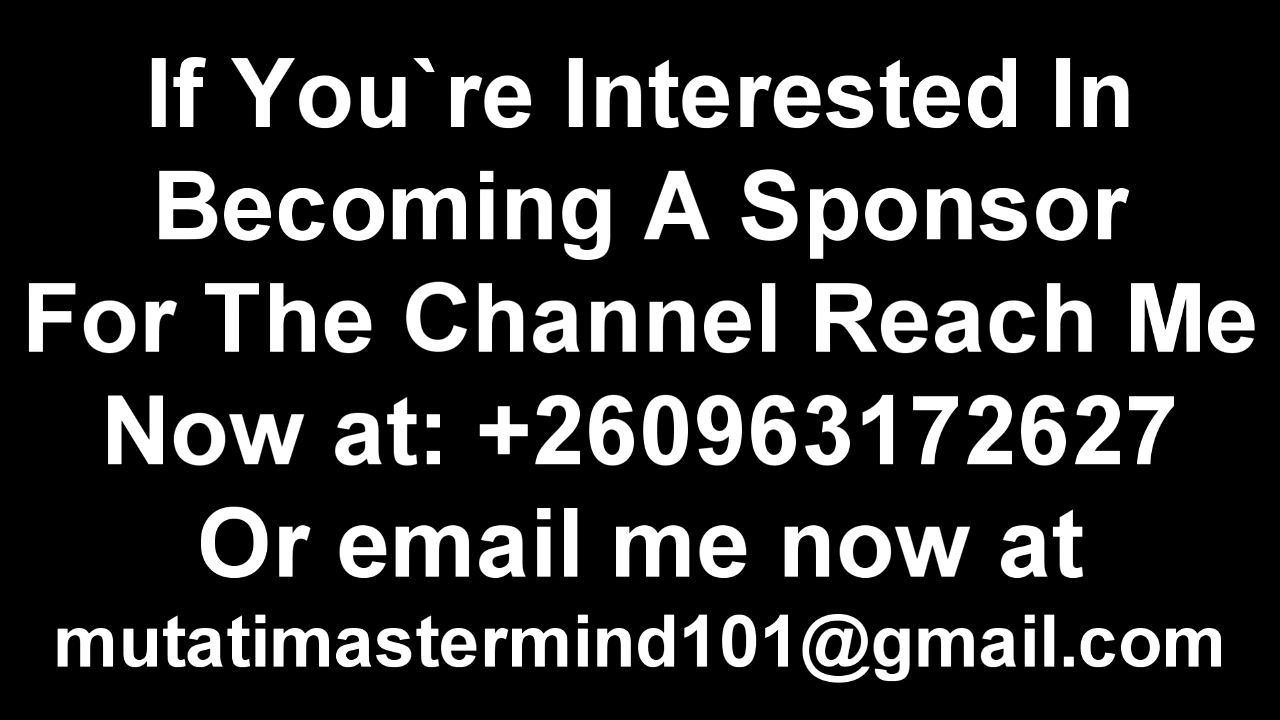 If You`re Interested In
Becoming A Sponsor
For The Channel Reach Me
Now at: +260963172627
Or email me now at
mutatimastermind101@gmail.com